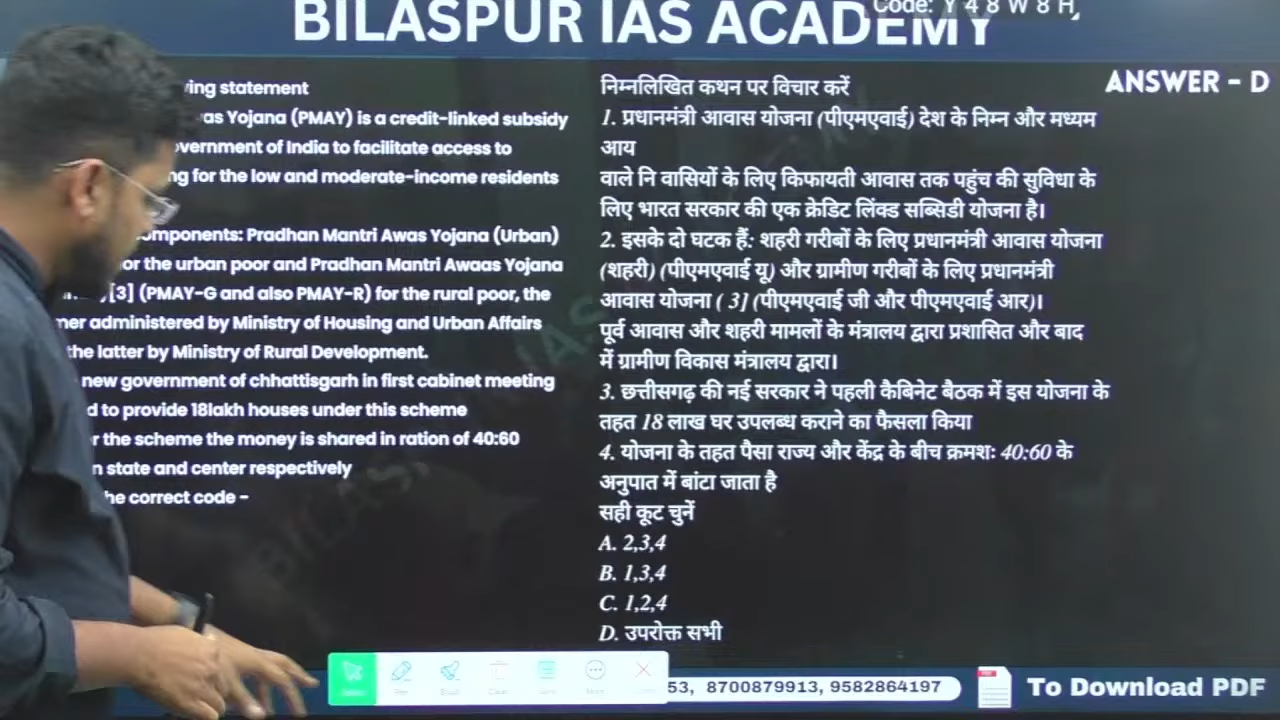 BILASPUR IAS ACADEMY
Code: Y 4 8 W 8 H
ANSWER - D
statement
Yojana (PMAY) is a credit-linked subsidy
of India to facilitate access to
for the low and moderate-income residents
Pradhan Mantri Awas Yojana (Urban)
for the urban poor and Pradhan Mantri Awaas Yojana
[3] (PMAY-G and also PMAY-R) for the rural poor, the
administered by Ministry of Housing and Urban Affairs
the latter by Ministry of Rural Development.
new government of chhattisgarh in first cabinet meeting
to provide 18lakh houses under this scheme
the scheme the money is shared in ration of 40:60
state and center respectively
the correct code -
निम्नलिखित कथन पर विचार करें
1. प्रधानमंत्री आवास योजना (पीएमएवाई) देश के निम्न और मध्यम
आय
वाले नि वासियों के लिए किफायती आवास तक पहुंच की सुविधा के
लिए भारत सरकार की एक क्रेडिट लिंक्ड सब्सिडी योजना है।
2. इसके दो घटक हैं: शहरी गरीबों के लिए प्रधानमंत्री आवास योजना
(शहरी) (पीएमएवाई यू) और ग्रामीण गरीबों के लिए प्रधानमंत्री
आवास योजना ( 3] (पीएमएवाई जी और पीएमएवाई आर)।
पूर्व आवास और शहरी मामलों के मंत्रालय द्वारा प्रशासित और बाद
में ग्रामीण विकास मंत्रालय द्वारा।
3. छत्तीसगढ़ की नई सरकार ने पहली कैबिनेट बैठक में इस योजना के
तहत 18 लाख घर उपलब्ध कराने का फैसला किया
4. योजना के तहत पैसा राज्य और केंद्र के बीच क्रमशः 40:60 के
अनुपात में बांटा जाता है
सही कूट चुनें
A. 2,3,4
B. 1,3,4
C. 1,2,4
D. उपरोक्त सभी
53, 8700879913, 9582864197
To Download PDF